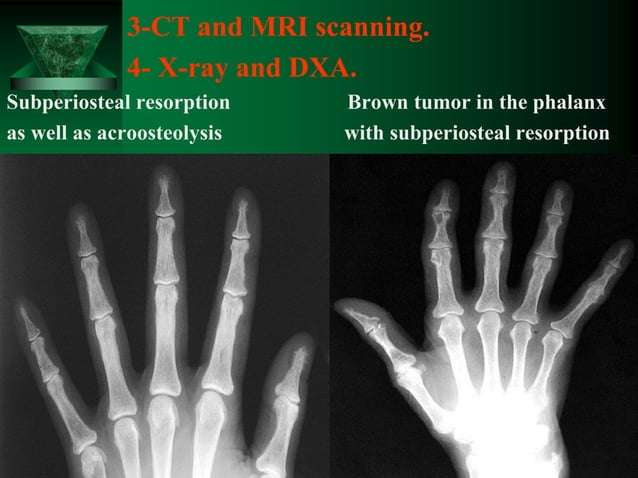 3-CT and MRI scanning.
4- X-ray and DXA.
Subperiosteal resorption
as well as acroosteolysis
Brown tumor in the phalanx
with subperiosteal resorption